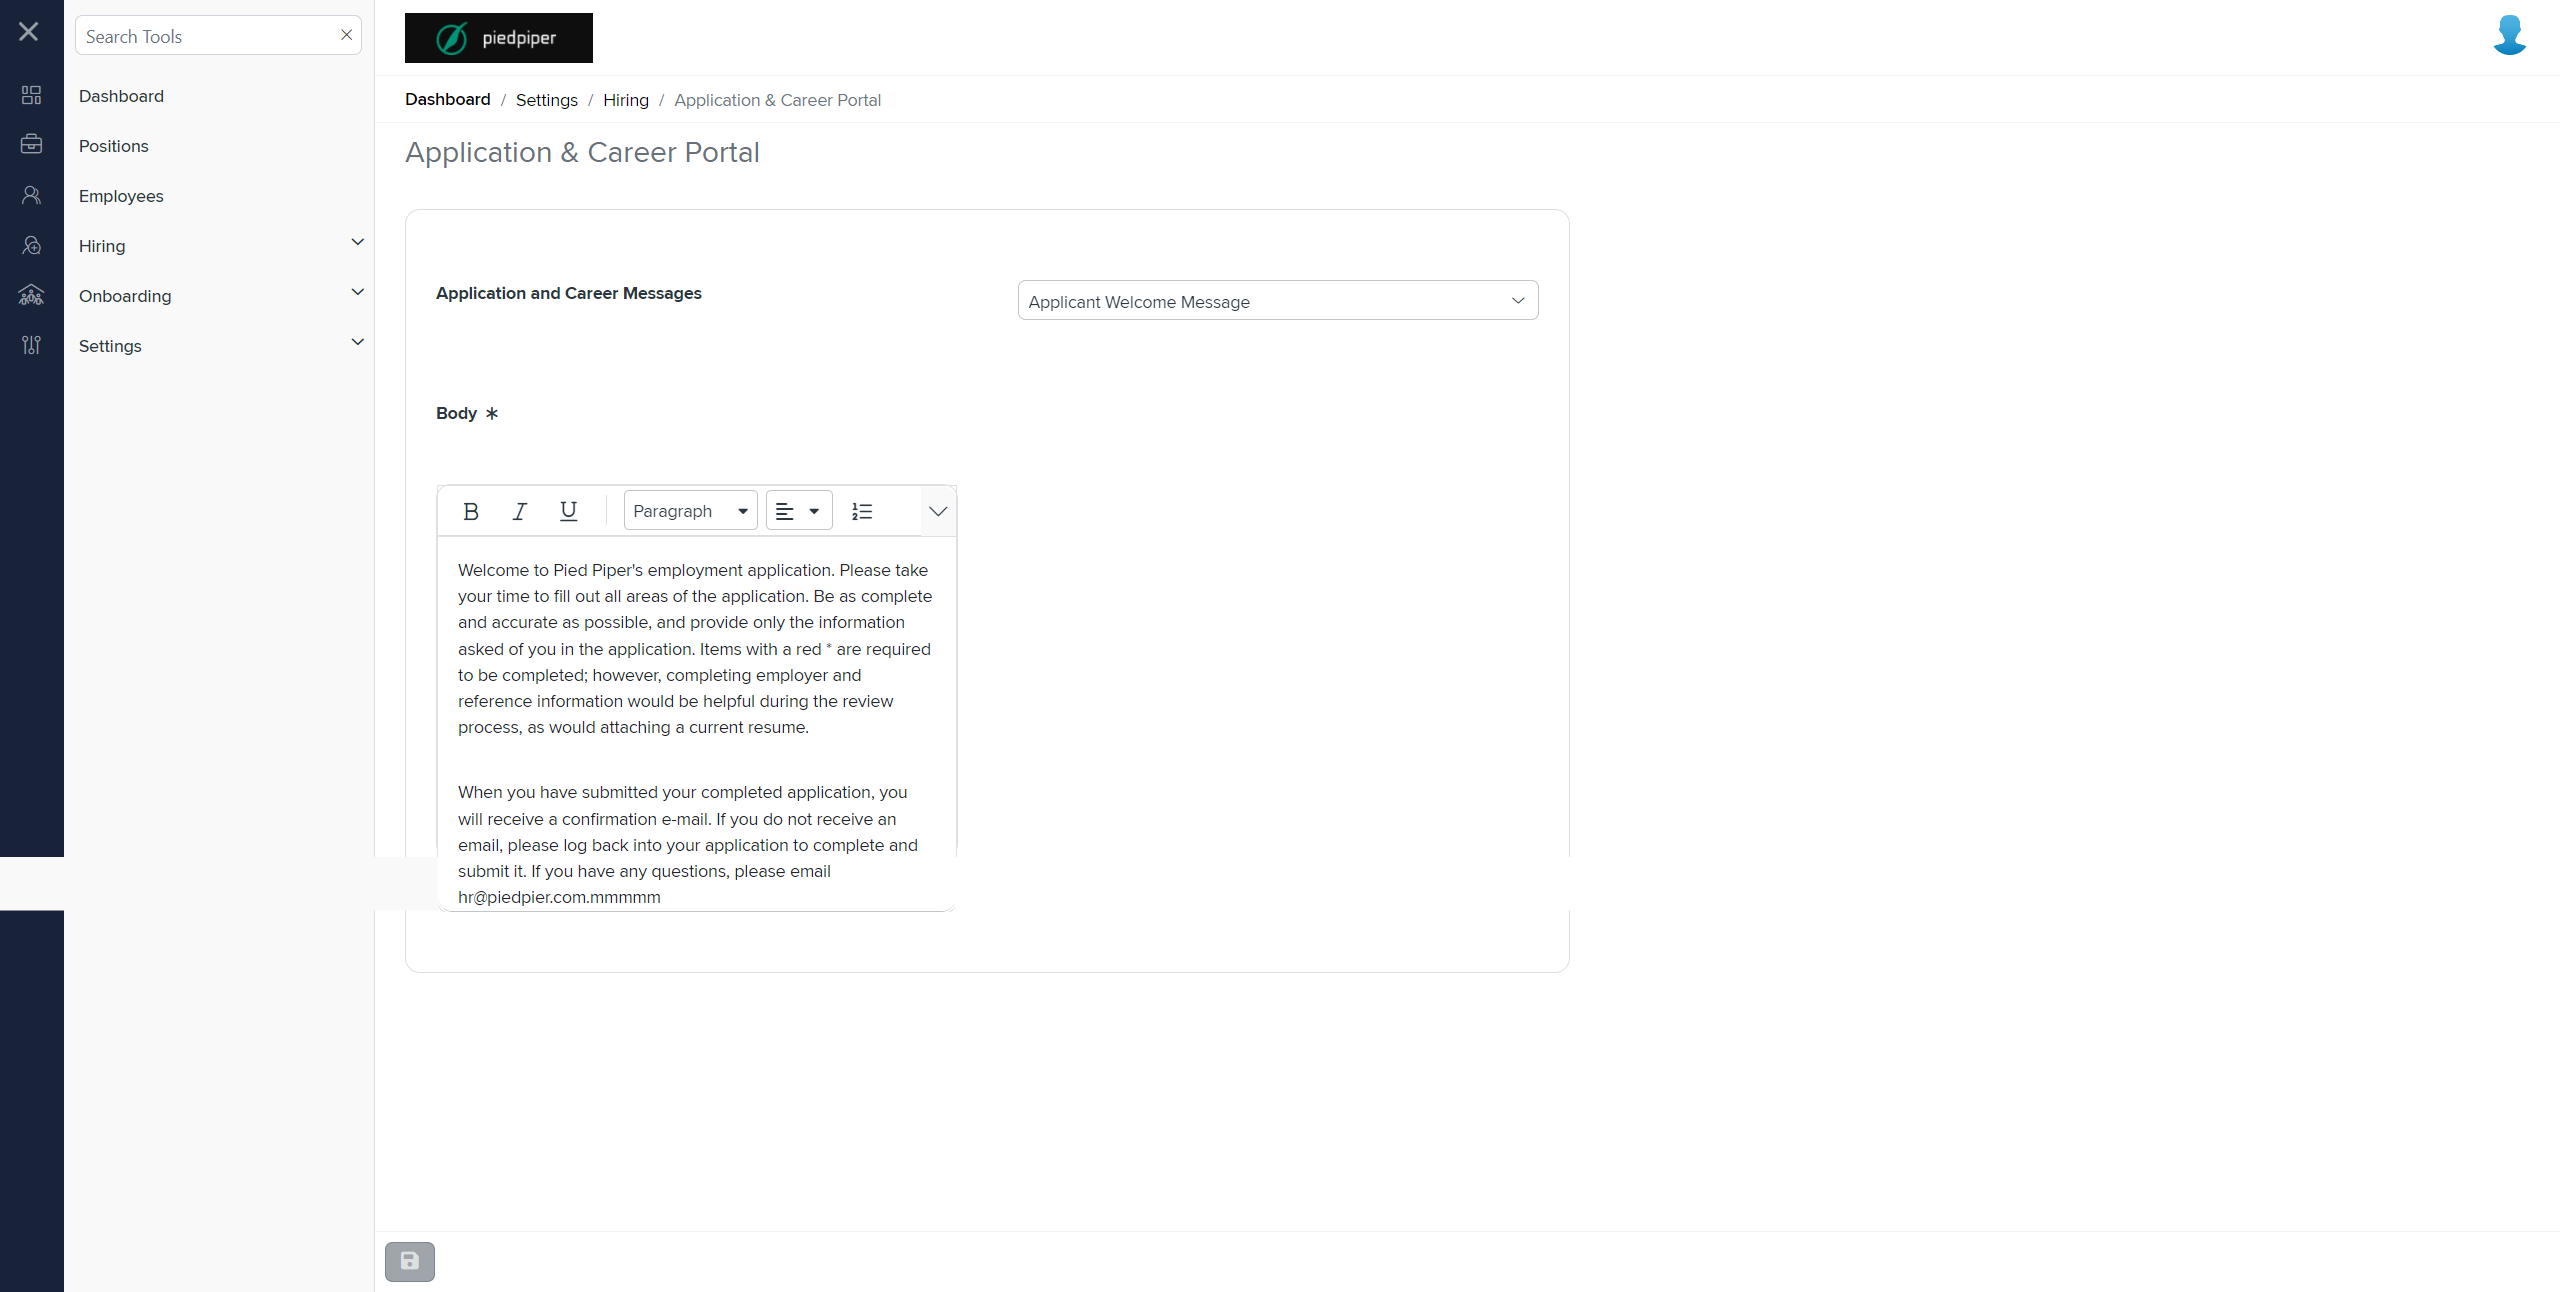 Search Tools
Dashboard
Positions
Employees
Hiring
Onboarding
Settings
piedpiper
Dashboard / Settings / Hiring / Application & Career Portal
Application & Career Portal
Application and Career Messages
Applicant Welcome Message
Body *
B I U Paragraph
Welcome to Pied Piper's employment application. Please take
your time to fill out all areas of the application. Be as complete
and accurate as possible, and provide only the information
asked of you in the application. Items with a red * are required
to be completed; however, completing employer and
reference information would be helpful during the review
process, as would attaching a current resume.
When you have submitted your completed application, you
will receive a confirmation e-mail. If you do not receive an
email, please log back into your application to complete and
submit it. If you have any questions, please email
hr@piedpier.com.mmmmm